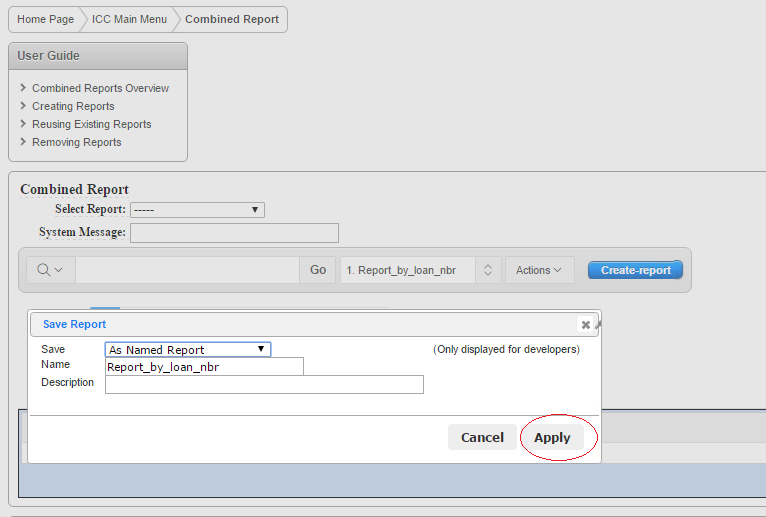 Home Page ICC Main Menu Combined Report
User Guide
Combined Reports Overview
Creating Reports
Reusing Existing Reports
Removing Reports
Combined Report
Select Report: -----
System Message:
Go 1. Report_by_loan_nbr Actions Create-report
Save Report
Save As Named Report (Only displayed for developers)
Name Report_by_loan_nbr
Description
Cancel Apply